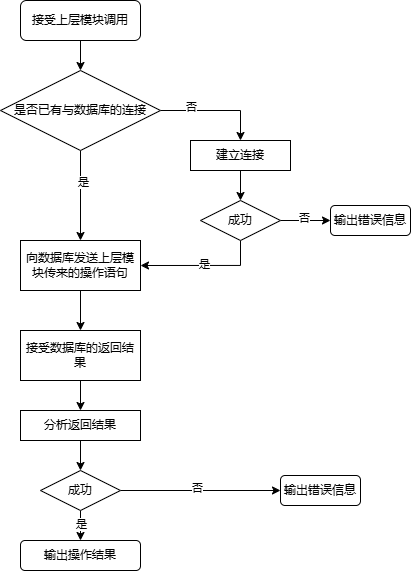 接受上层模块调用
是否已有与数据库的连接
否
建立连接
是
成功
否
输出错误信息
是
向数据库发送上层模
块传来的操作语句
接受数据库的返回结
果
分析返回结果
成功
否
输出错误信息
是
输出操作结果